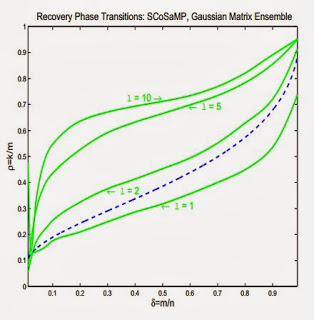 Recovery Phase Transitions: SCoSaMP, Gaussian Matrix Ensemble
1
0.9
0.8
0.7
0.6
0.5
0.4
0.3
0.2
0.1
0
ρ=k/m
l = 10 →
← l = 5
← l = 2
← l = 1
0.1 0.2 0.3 0.4 0.5 0.6 0.7 0.8 0.9
δ=m/n